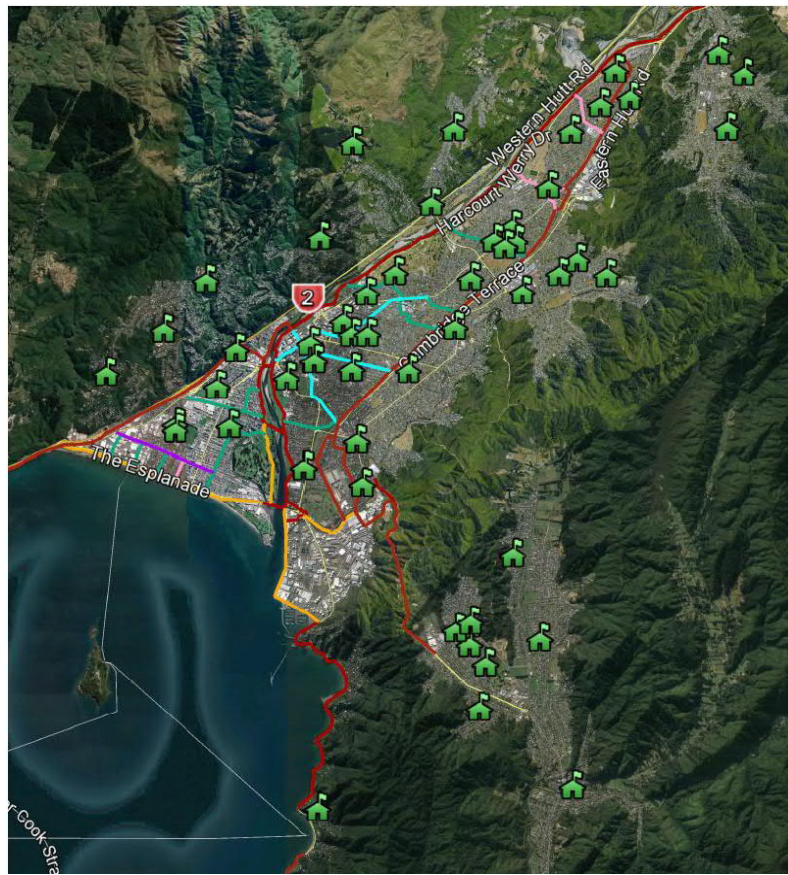 Western Hutt Rd
Harcourt Werry Dr
Eastern Hutt Rd
2
Cambridge Terrace
The Esplanade